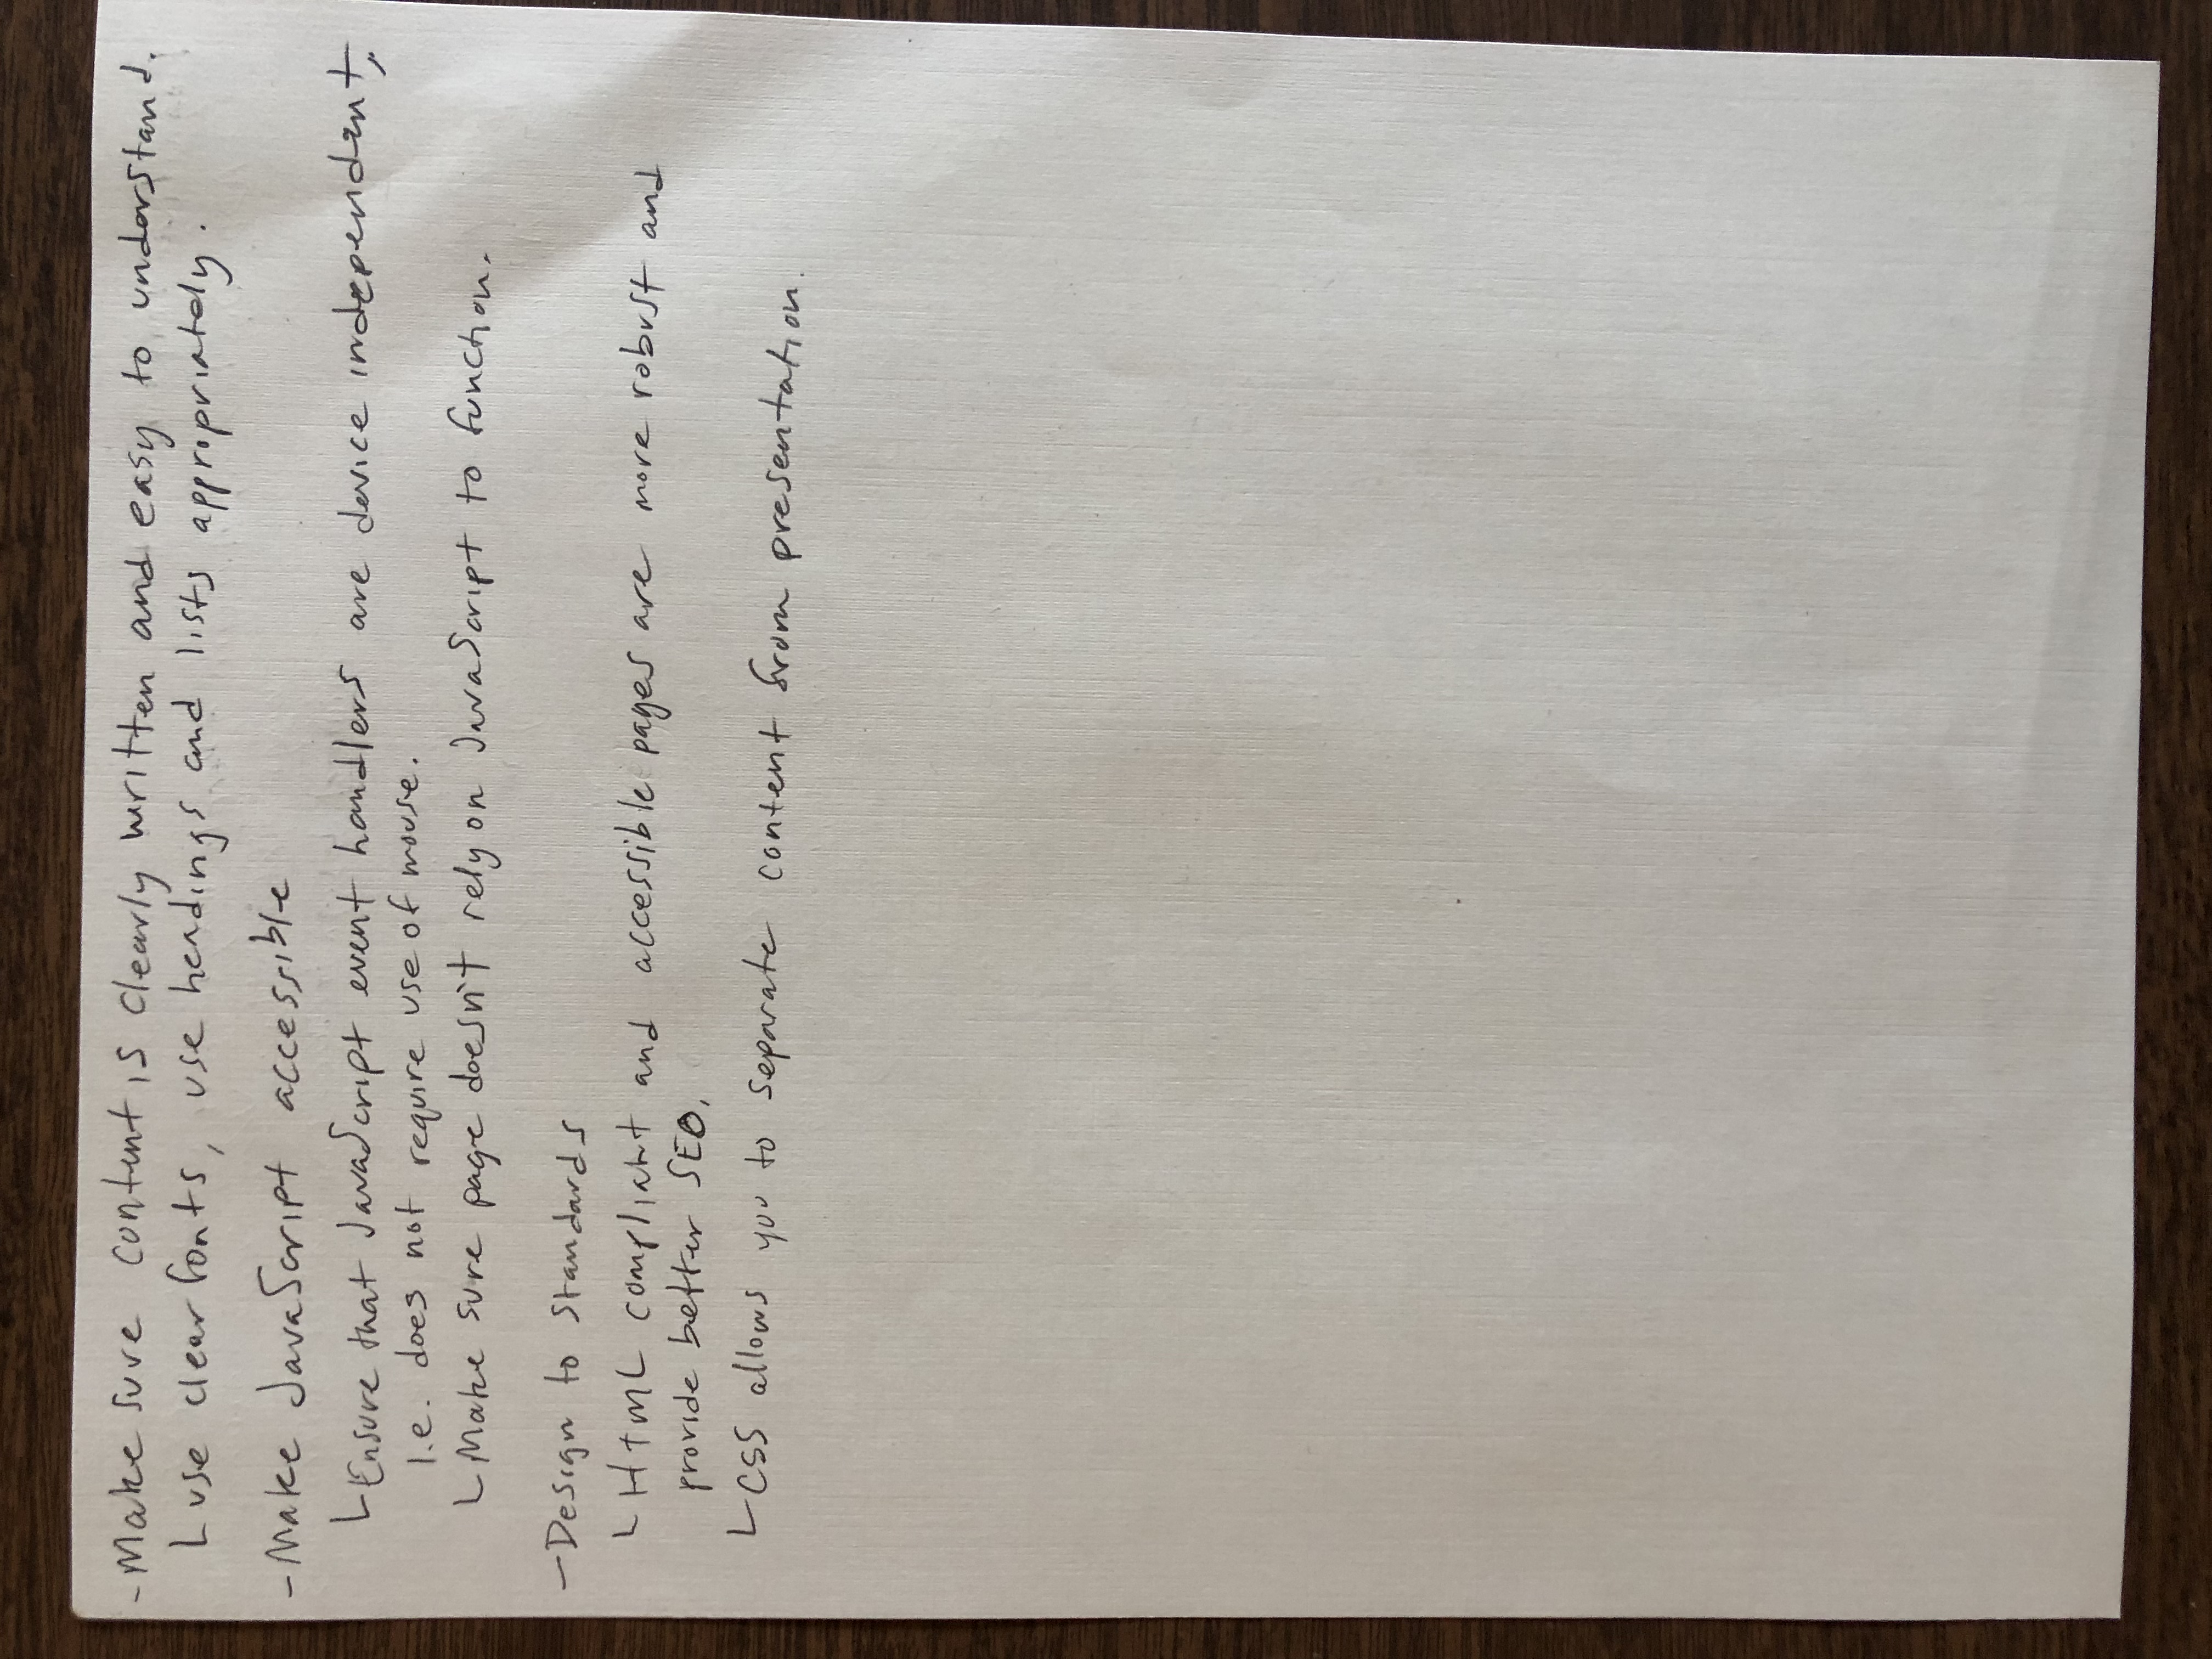 - Make sure content is clearly written and easy to understand.
└ use clear fonts, use headings and lists appropriately.
- Make JavaScript accessible
└ Ensure that JavaScript event handlers are device independent,
I.e. does not require use of mouse.
└ Make sure page doesn't rely on JavaScript to function.
- Design to standards
└ HTML compliant and accessible pages are more robust and
provide better SEO.
└ CSS allows you to separate content from presentation.